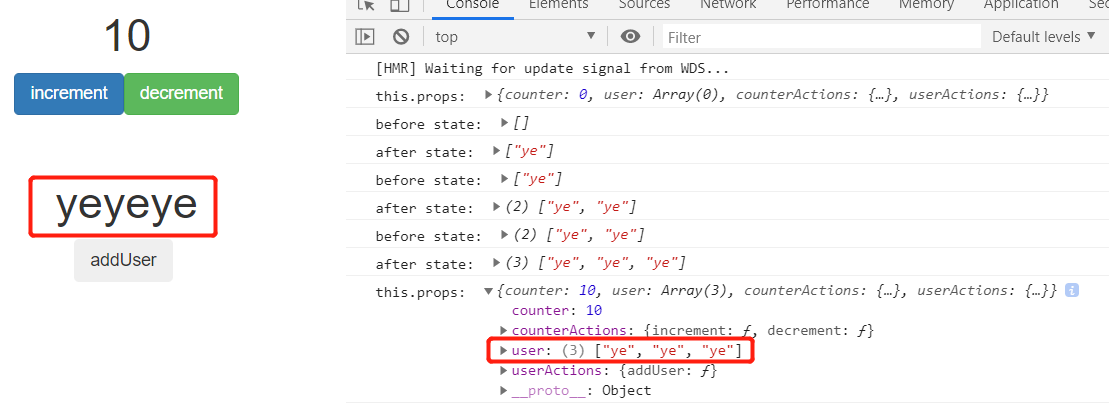 10
increment decrement
yeyeye
addUser
Console Elements Sources Network Performance Memory Application
top Filter Default levels
[HMR] Waiting for update signal from WDS...
this.props: {counter: 0, user: Array(0), counterActions: {…}, userActions: {…}}
before state: []
after state: ["ye"]
before state: ["ye"]
after state: (2) ["ye", "ye"]
before state: (2) ["ye", "ye"]
after state: (3) ["ye", "ye", "ye"]
this.props: {counter: 10, user: Array(3), counterActions: {…}, userActions: {…}} i
counter: 10
counterActions: {increment: ƒ, decrement: ƒ}
user: (3) ["ye", "ye", "ye"]
userActions: {addUser: ƒ}
__proto__: Object